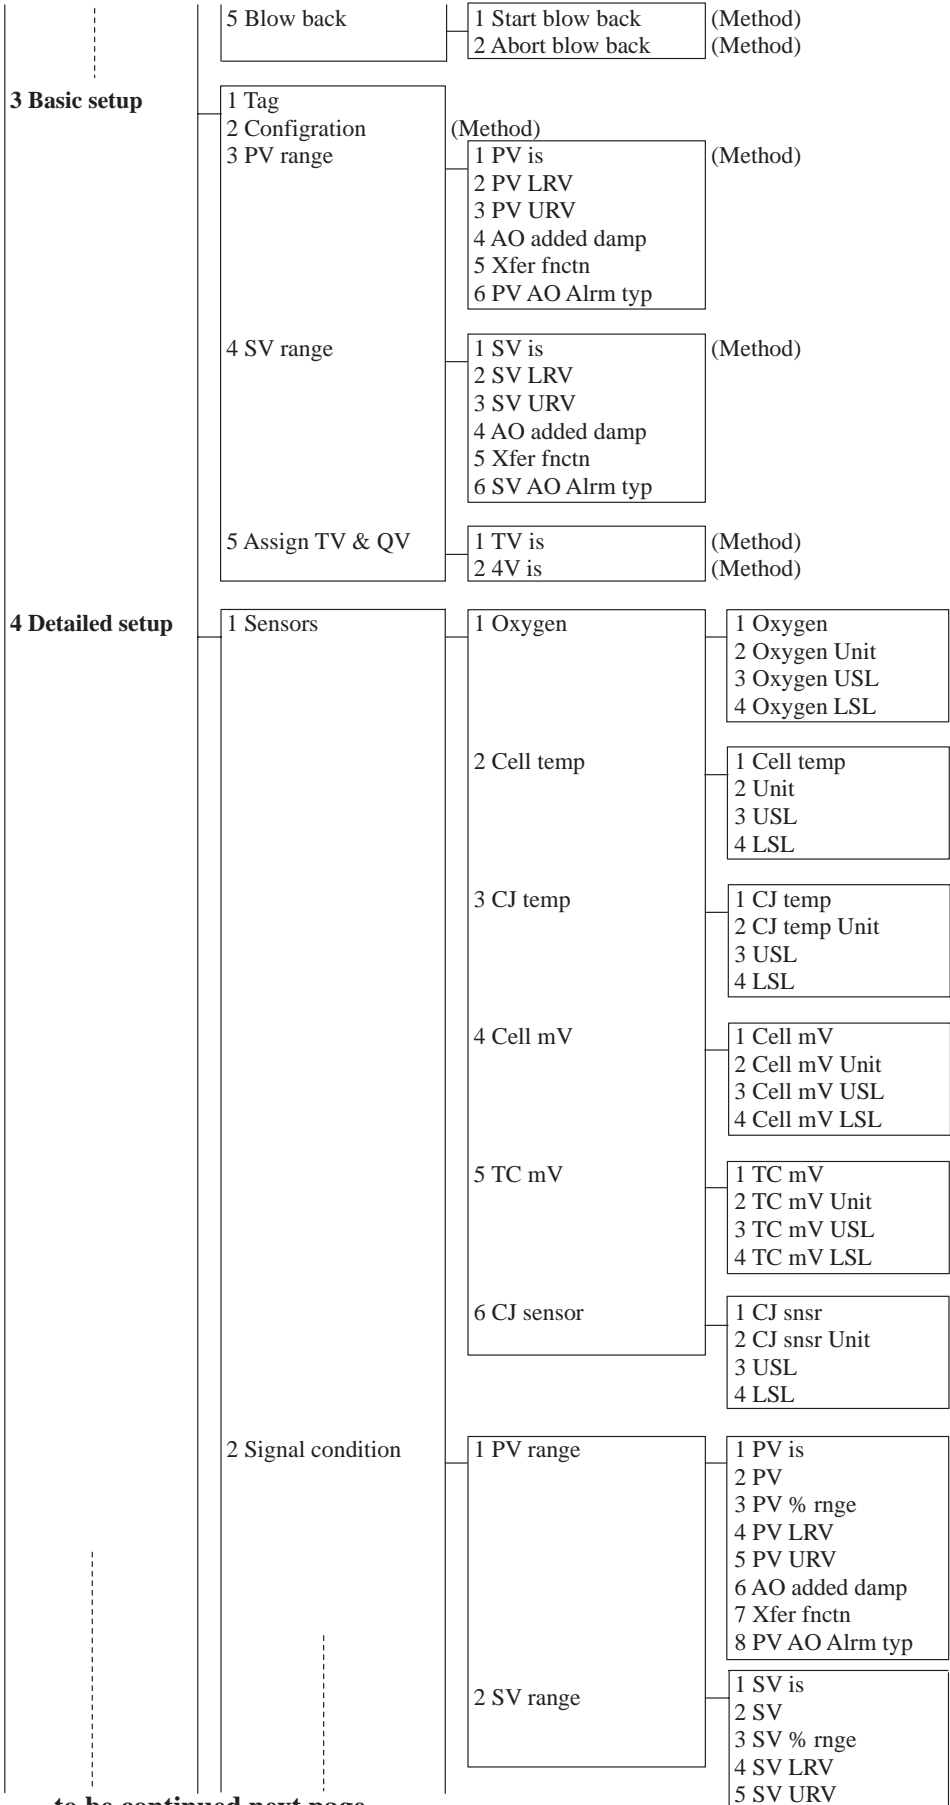 5 Blow back
1 Start blow back (Method)
2 Abort blow back (Method)
3 Basic setup
1 Tag
2 Configration (Method)
3 PV range
1 PV is (Method)
2 PV LRV
3 PV URV
4 AO added damp
5 Xfer fnctn
6 PV AO Alrm typ
4 SV range
1 SV is (Method)
2 SV LRV
3 SV URV
4 AO added damp
5 Xfer fnctn
6 SV AO Alrm typ
5 Assign TV & QV
1 TV is (Method)
2 4V is (Method)
4 Detailed setup
1 Sensors
1 Oxygen
1 Oxygen
2 Oxygen Unit
3 Oxygen USL
4 Oxygen LSL
2 Cell temp
1 Cell temp
2 Unit
3 USL
4 LSL
3 CJ temp
1 CJ temp
2 CJ temp Unit
3 USL
4 LSL
4 Cell mV
1 Cell mV
2 Cell mV Unit
3 Cell mV USL
4 Cell mV LSL
5 TC mV
1 TC mV
2 TC mV Unit
3 TC mV USL
4 TC mV LSL
6 CJ sensor
1 CJ snsr
2 CJ snsr Unit
3 USL
4 LSL
2 Signal condition
1 PV range
1 PV is
2 PV
3 PV % rnge
4 PV LRV
5 PV URV
6 AO added damp
7 Xfer fnctn
8 PV AO Alrm typ
2 SV range
1 SV is
2 SV
3 SV % rnge
4 SV LRV
5 SV URV
to be continued next page